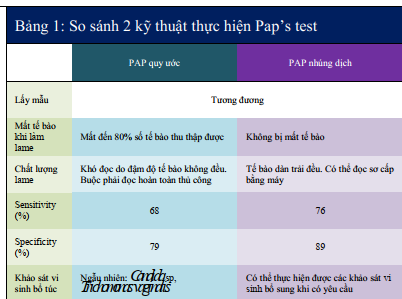 Bảng 1: So sánh 2 kỹ thuật thực hiện Pap's test
PAP quy ước
PAP nhúng dịch
Lấy mẫu
Tương đương
Mất tế bào
khi làm
lame
Mất đến 80% số tế bào thu thập được
Không bị mất tế bào
Chất lượng
lame
Khó đọc do đậm độ tế bào không đều.
Buộc phải đọc hoàn toàn thủ công
Tế bào dàn trải đều. Có thể đọc sơ cấp
bằng máy
Sensitivity
(%)
68
76
Specificity
(%)
79
89
Khảo sát vi
sinh bổ túc
Ngẫu nhiên: Candida sp,
Trichomonas vaginalis
Có thể thực hiện được các khảo sát vi
sinh bổ sung khi có yêu cầu